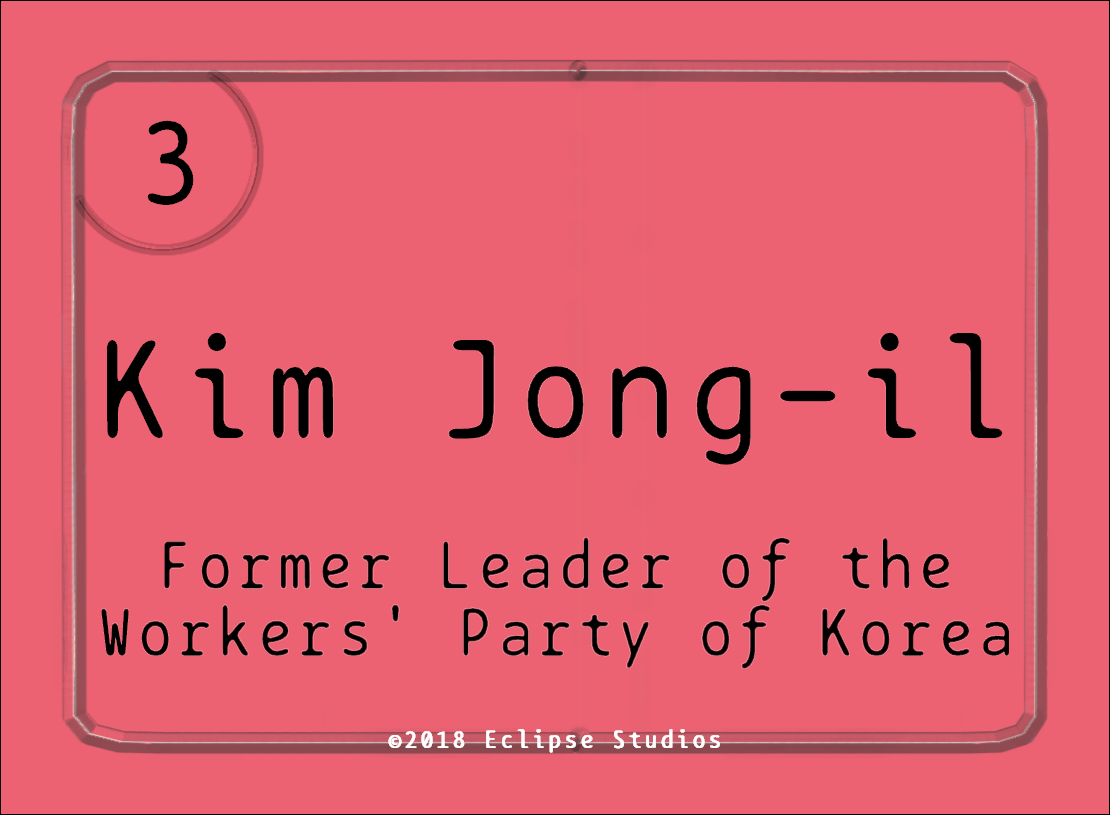 3
Kim Jong-il
Former Leader of the
Workers' Party of Korea
©2018 Eclipse Studios